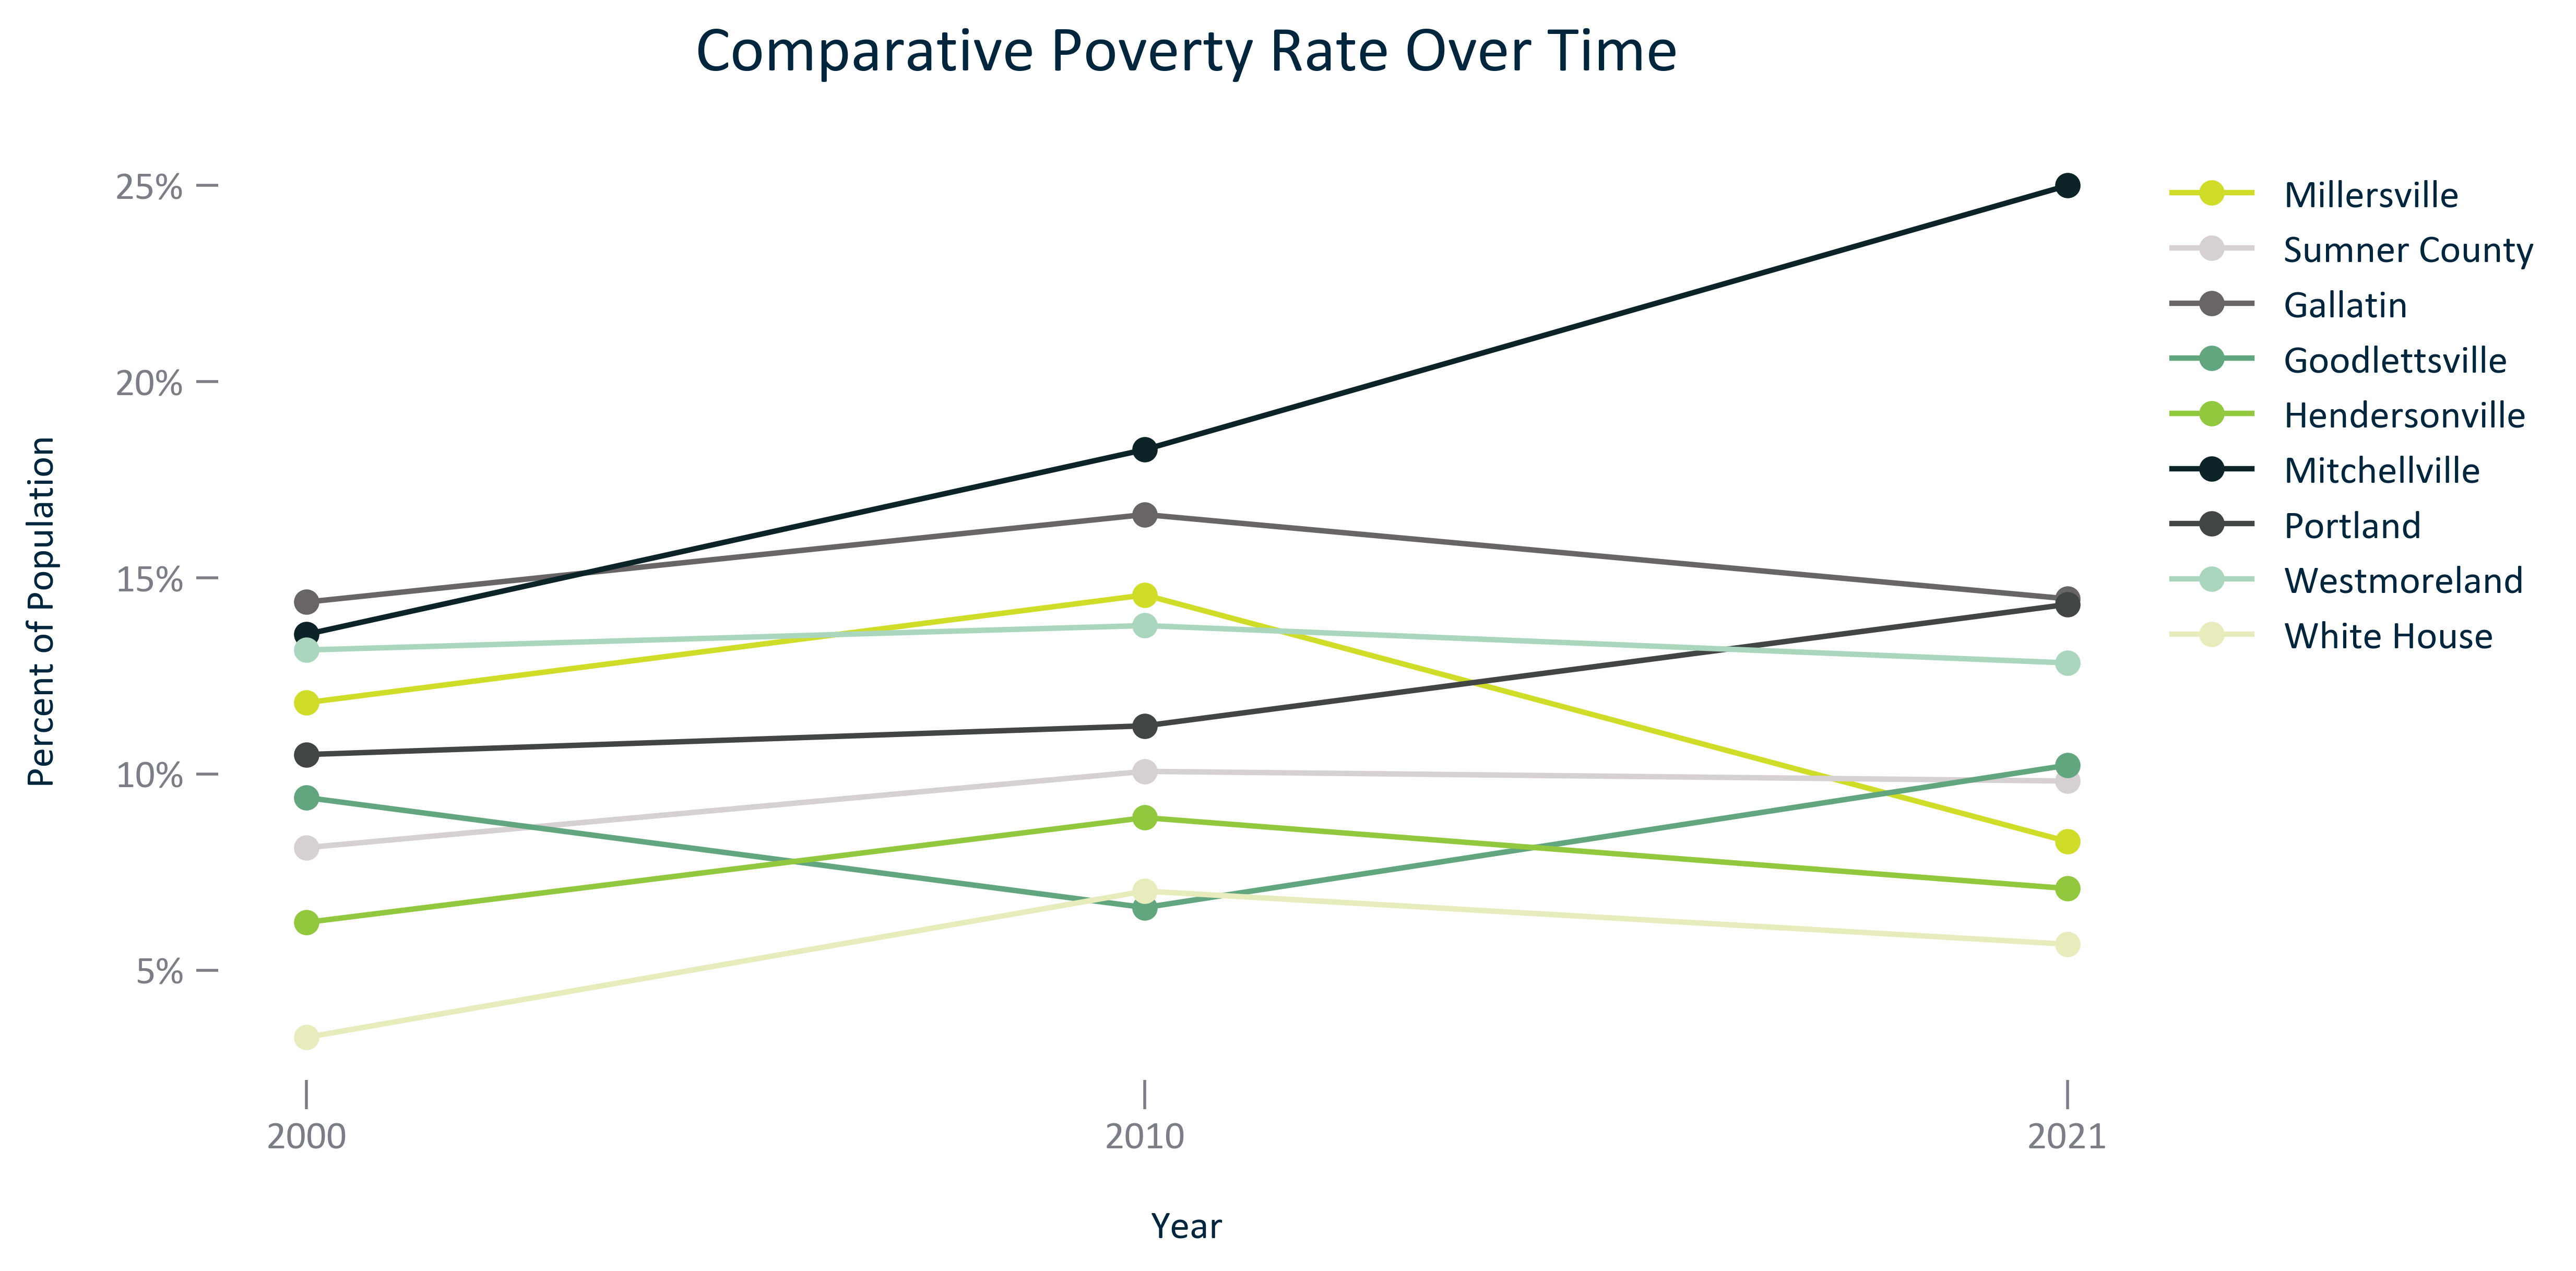 Comparative Poverty Rate Over Time
25%
20%
15%
10%
5%
Percent of Population
2000
2010
2021
Year
Millersville
Sumner County
Gallatin
Goodlettsville
Hendersonville
Mitchellville
Portland
Westmoreland
White House